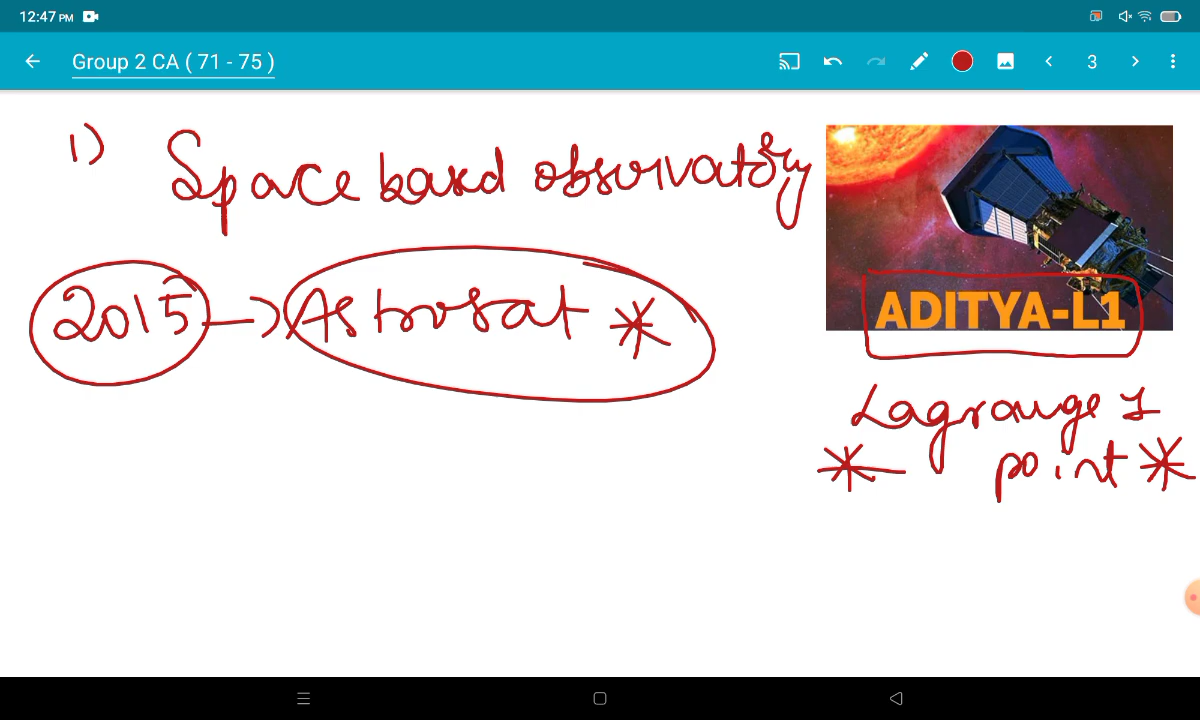 12:47 PM
Group 2 CA ( 71 - 75 )
3
1) Space based observatory
2015 → Astrosat *
ADITYA-L1
Lagrange 1
* point *